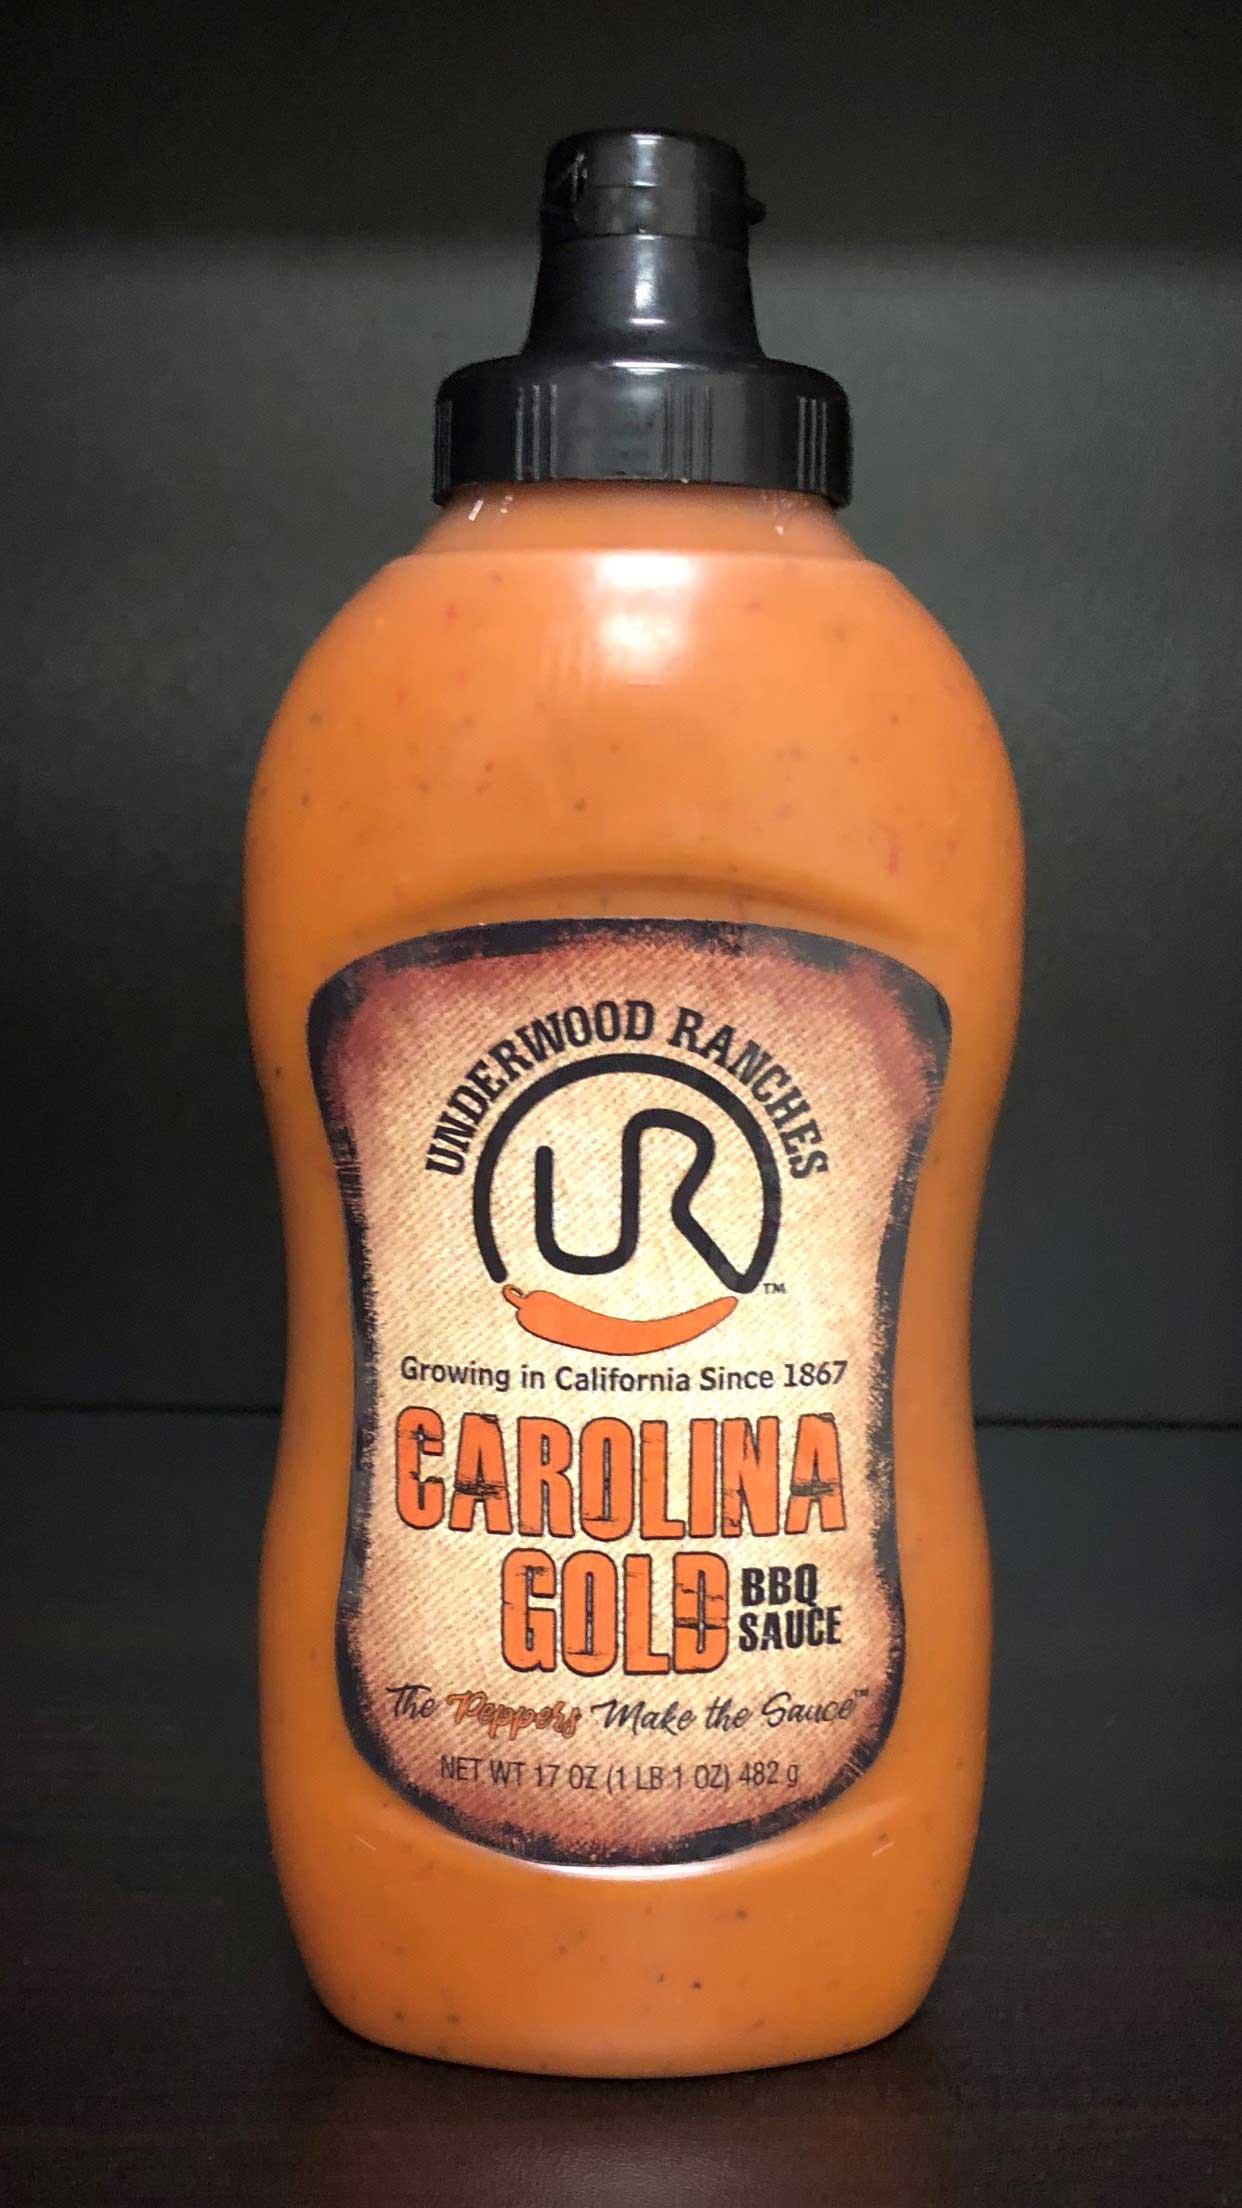 UNDERWOOD RANCHES
UR
TM
Growing in California Since 1867
CAROLINA
GOLD
BBQ
SAUCE
The Peppers Make the Sauce™
NET WT 17 OZ (1 LB 1 OZ) 482 g